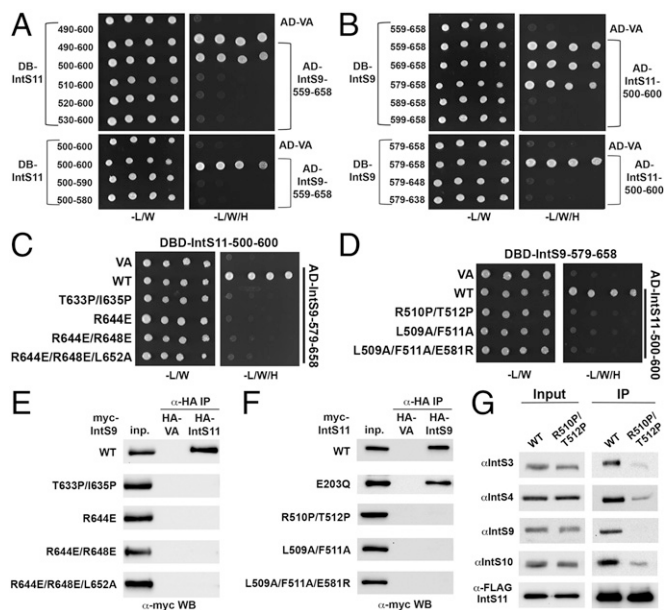 A
490-600
490-600
500-600
510-600
520-600
530-600
DB-
IntS11
AD-VA
AD-
IntS9-
559-658
500-600
500-600
500-590
500-580
DB-
IntS11
AD-VA
AD-
IntS9-
559-658
-L/W
-L/W/H
B
559-658
559-658
569-658
579-658
589-658
599-658
DB-
IntS9
AD-VA
AD-
IntS11-
500-600
579-658
579-658
579-648
579-638
DB-
IntS9
AD-VA
AD-
IntS11-
500-600
-L/W
-L/W/H
C
DBD-IntS11-500-600
VA
WT
T633P/I635P
R644E
R644E/R648E
R644E/R648E/L652A
AD-IntS9-579-658
-L/W
-L/W/H
D
DBD-IntS9-579-658
VA
WT
R510P/T512P
L509A/F511A
L509A/F511A/E581R
AD-IntS11-500-600
-L/W
-L/W/H
E
α-HA IP
myc-
IntS9
inp.
HA-
VA
HA-
IntS11
WT
T633P/I635P
R644E
R644E/R648E
R644E/R648E/L652A
α-myc WB
F
α-HA IP
myc-
IntS11
inp.
HA-
VA
HA-
IntS9
WT
E203Q
R510P/T512P
L509A/F511A
L509A/F511A/E581R
α-myc WB
G
Input
IP
WT
R510P/
T512P
WT
R510P/
T512P
αIntS3
αIntS4
αIntS9
αIntS10
α-FLAG
IntS11